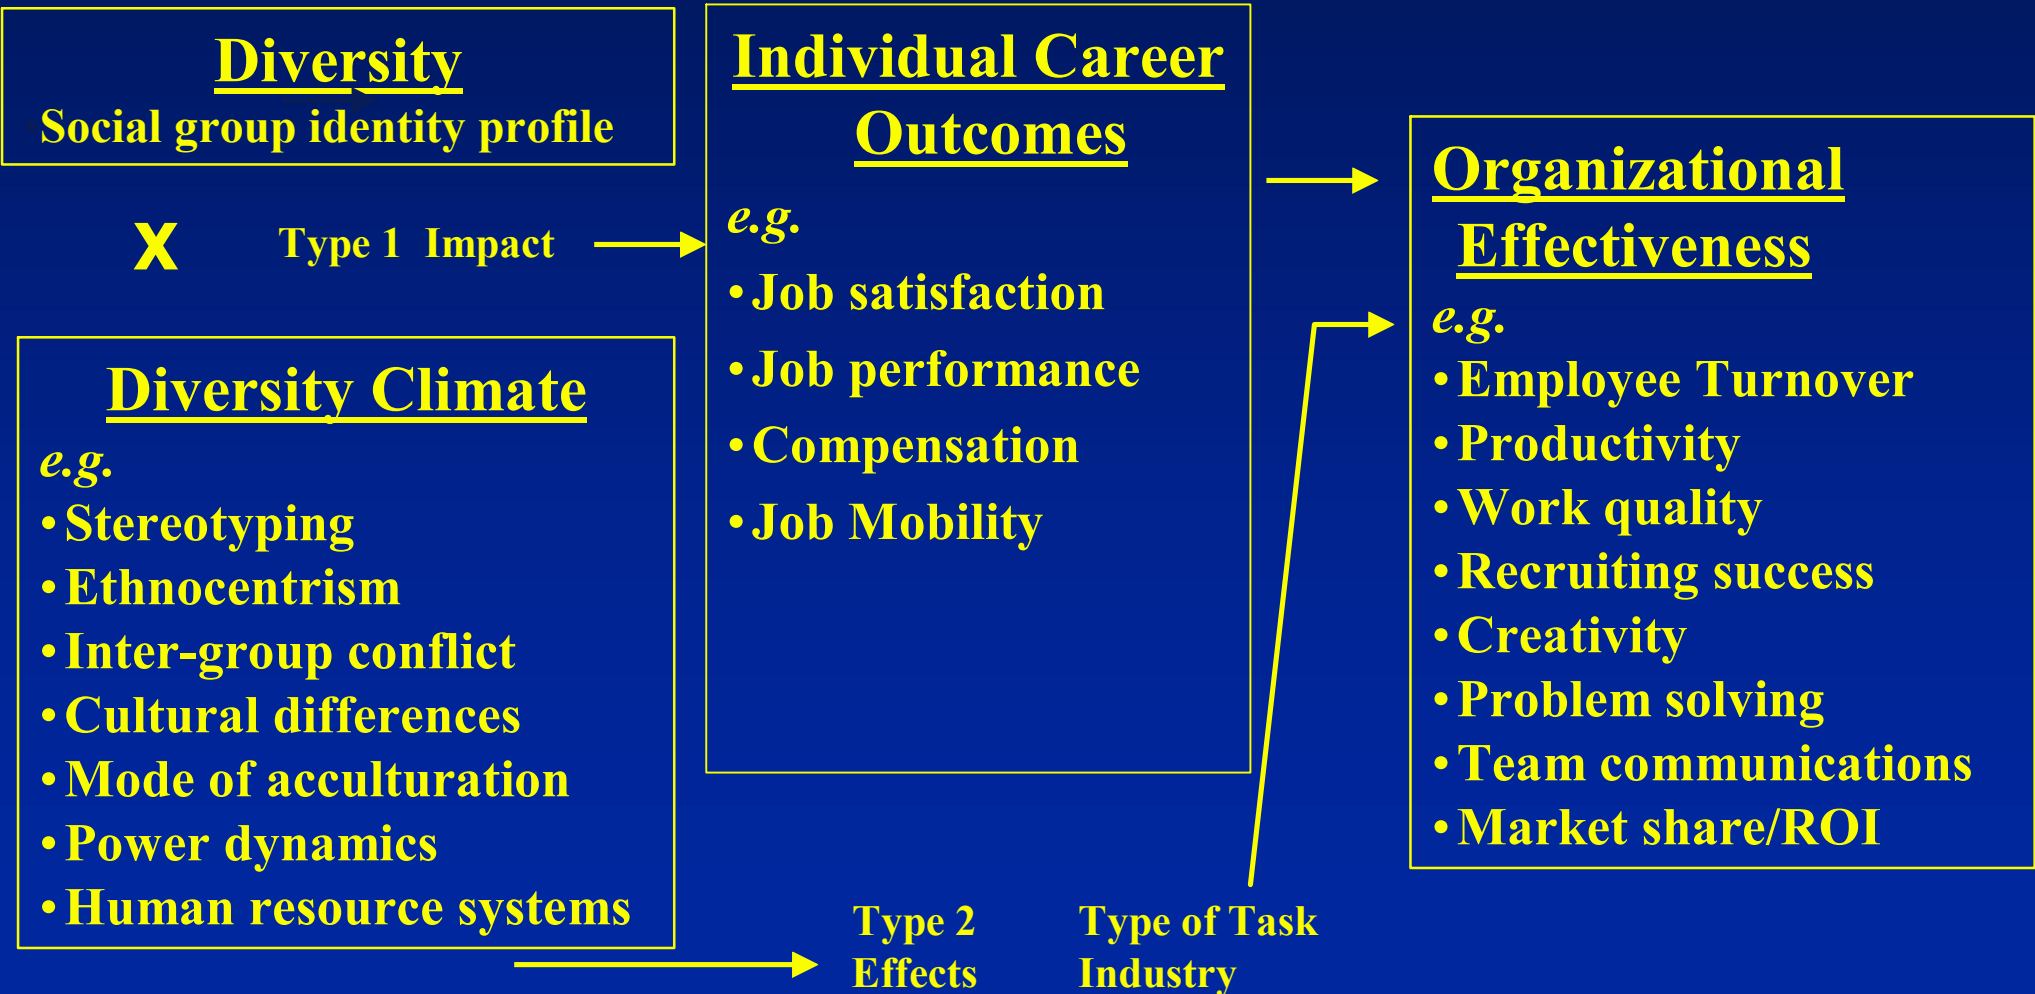 Diversity
Social group identity profile
X
Type 1 Impact
Diversity Climate
e.g.
•Stereotyping
•Ethnocentrism
•Inter-group conflict
•Cultural differences
•Mode of acculturation
•Power dynamics
•Human resource systems
Individual Career
Outcomes
e.g.
•Job satisfaction
•Job performance
•Compensation
•Job Mobility
Type 2
Effects
Type of Task
Industry
Organizational
Effectiveness
e.g.
•Employee Turnover
•Productivity
•Work quality
•Recruiting success
•Creativity
•Problem solving
•Team communications
•Market share/ROI